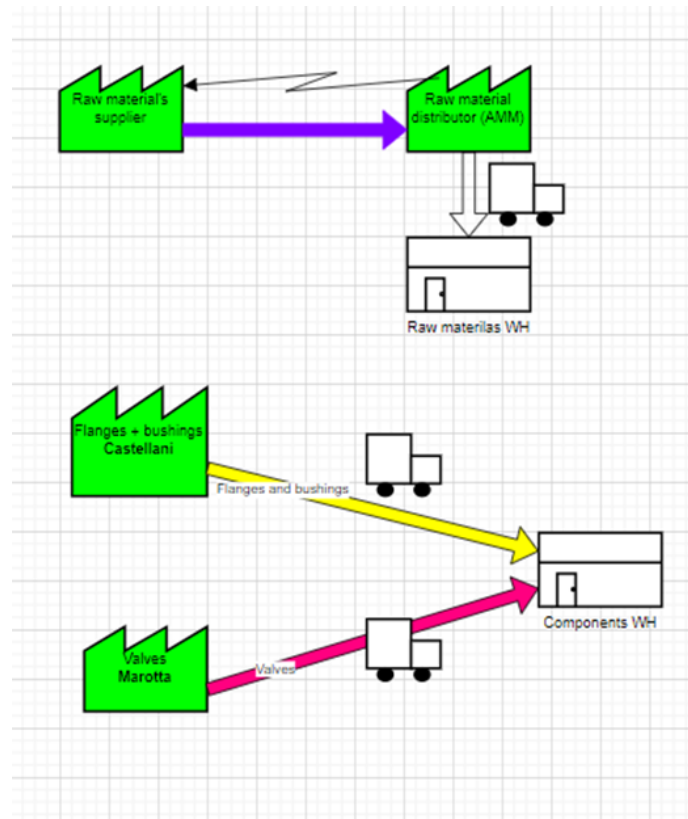 Raw material's
supplier
Raw material
distributor (AMM)
Raw materilas WH
Flanges + bushings
Castellani
Flanges and bushings
Components WH
Valves
Marotta
Valves